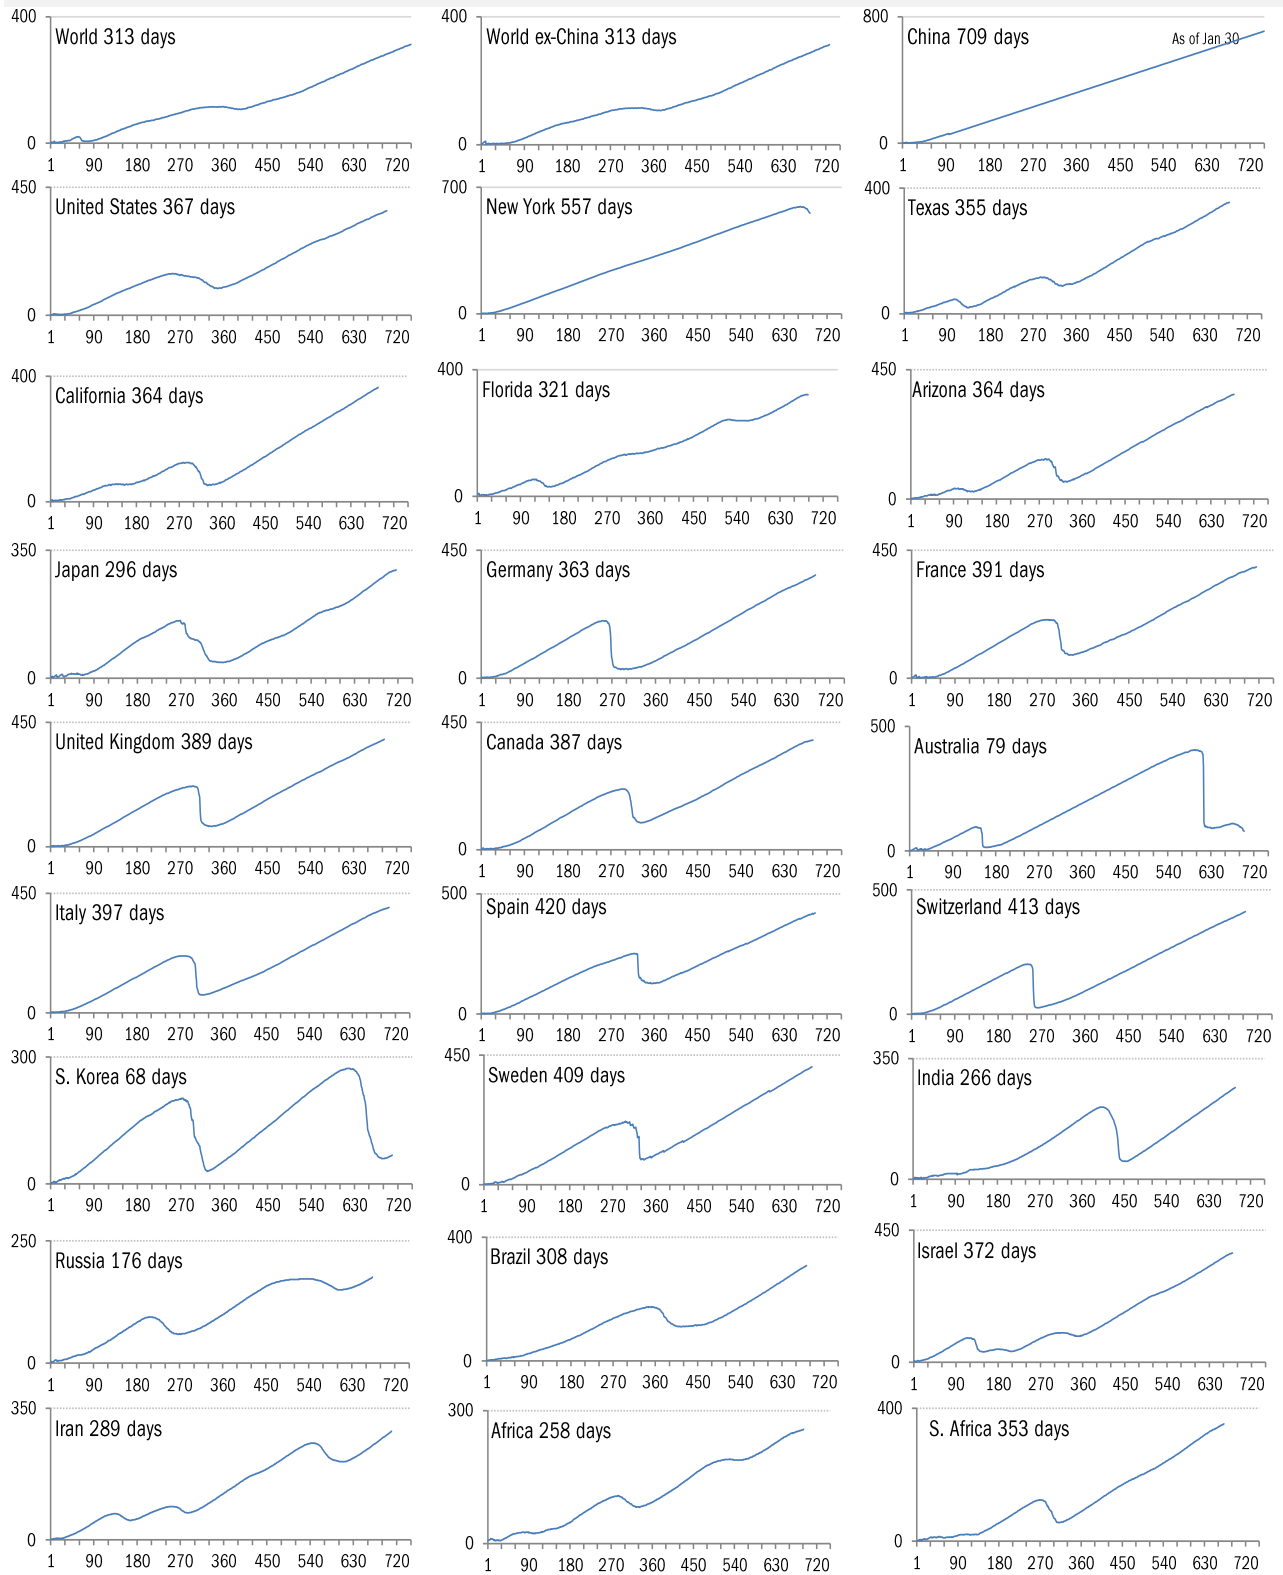 400 400 800
World 313 days World ex-China 313 days China 709 days
As of Jan 30
0 0 0
1 90 180 270 360 450 540 630 720 1 90 180 270 360 450 540 630 720 1 90 180 270 360 450 540 630 720
450 700 400
United States 367 days New York 557 days Texas 355 days
0 0 0
1 90 180 270 360 450 540 630 720 1 90 180 270 360 450 540 630 720 1 90 180 270 360 450 540 630 720
400 400 450
California 364 days Florida 321 days Arizona 364 days
0 0 0
1 90 180 270 360 450 540 630 720 1 90 180 270 360 450 540 630 720 1 90 180 270 360 450 540 630 720
350 450 450
Japan 296 days Germany 363 days France 391 days
0 0 0
1 90 180 270 360 450 540 630 720 1 90 180 270 360 450 540 630 720 1 90 180 270 360 450 540 630 720
450 450 500
United Kingdom 389 days Canada 387 days Australia 79 days
0 0 0
1 90 180 270 360 450 540 630 720 1 90 180 270 360 450 540 630 720 1 90 180 270 360 450 540 630 720
450 500 500
Italy 397 days Spain 420 days Switzerland 413 days
0 0 0
1 90 180 270 360 450 540 630 720 1 90 180 270 360 450 540 630 720 1 90 180 270 360 450 540 630 720
300 450 350
S. Korea 68 days Sweden 409 days India 266 days
0 0 0
1 90 180 270 360 450 540 630 720 1 90 180 270 360 450 540 630 720 1 90 180 270 360 450 540 630 720
250 400 450
Russia 176 days Brazil 308 days Israel 372 days
0 0 0
1 90 180 270 360 450 540 630 720 1 90 180 270 360 450 540 630 720 1 90 180 270 360 450 540 630 720
350 300 400
Iran 289 days Africa 258 days S. Africa 353 days
0 0 0
1 90 180 270 360 450 540 630 720 1 90 180 270 360 450 540 630 720 1 90 180 270 360 450 540 630 720